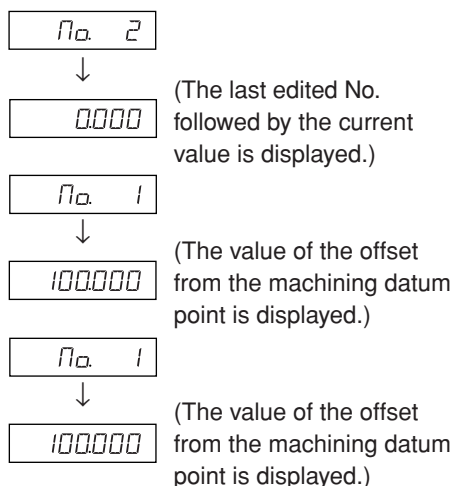 No. 2
↓
0.000
(The last edited No.
followed by the current
value is displayed.)
No. 1
↓
100.000
(The value of the offset
from the machining datum
point is displayed.)
No. 1
↓
100.000
(The value of the offset
from the machining datum
point is displayed.)